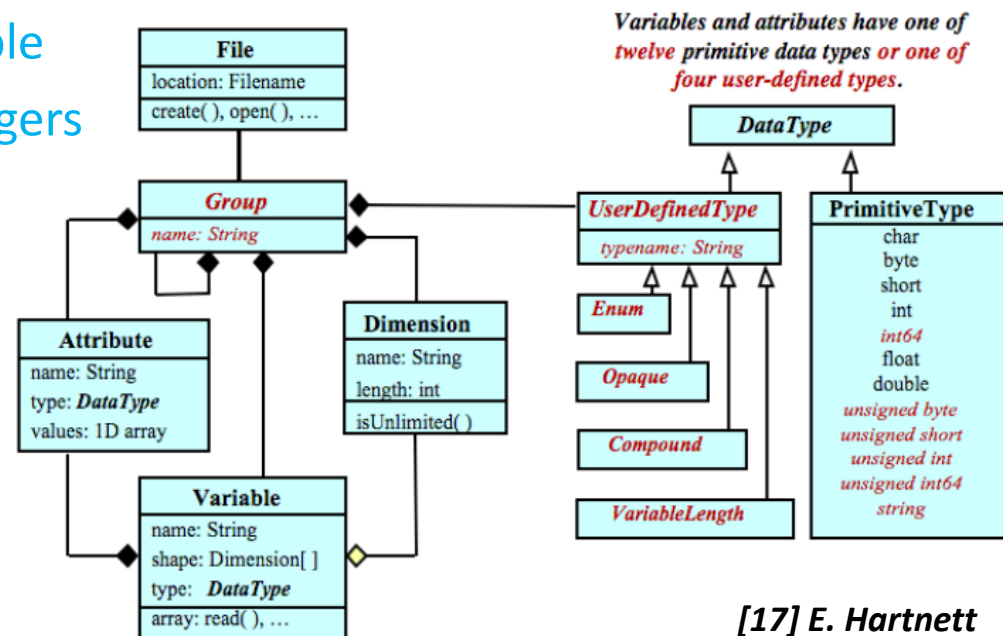 ple
gers
File
location: Filename
create( ), open( ), ...
Group
name: String
Attribute
name: String
type: DataType
values: 1D array
Dimension
name: String
length: int
isUnlimited( )
Variable
name: String
shape: Dimension[ ]
type: DataType
array: read( ), ...
Variables and attributes have one of
twelve primitive data types or one of
four user-defined types.
DataType
UserDefinedType
typename: String
Enum
Opaque
Compound
VariableLength
PrimitiveType
char
byte
short
int
int64
float
double
unsigned byte
unsigned short
unsigned int
unsigned int64
string
[17] E. Hartnett